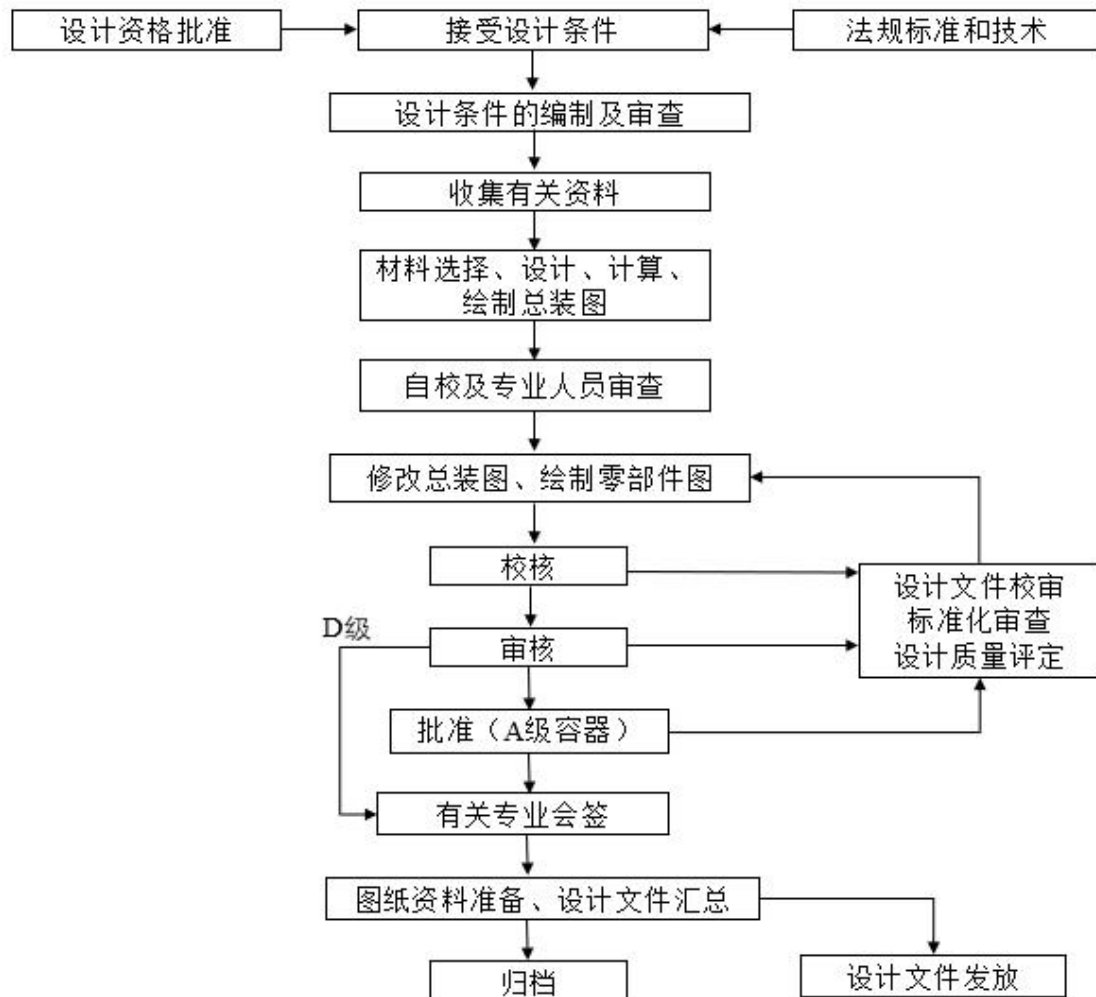 设计资格批准
接受设计条件
法规标准和技术
设计条件的编制及审查
收集有关资料
材料选择、设计、计算、
绘制总装图
自校及专业人员审查
修改总装图、绘制零部件图
校核
设计文件校审
标准化审查
设计质量评定
D级
审核
批准（A级容器）
有关专业会签
图纸资料准备、设计文件汇总
归档
设计文件发放